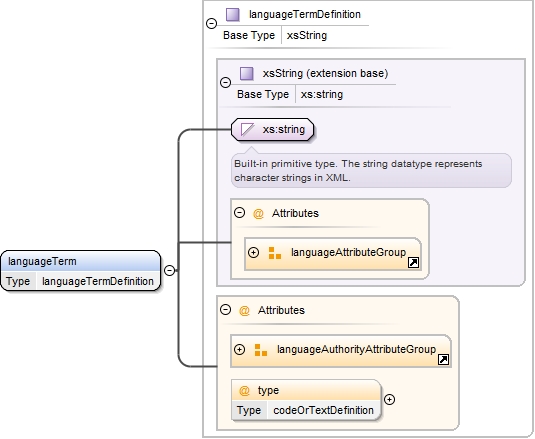 languageTermDefinition
Base Type xsString
xsString (extension base)
Base Type xs:string
xs:string
Built-in primitive type. The string datatype represents
character strings in XML.
@ Attributes
languageAttributeGroup
languageTerm
Type languageTermDefinition
@ Attributes
languageAuthorityAttributeGroup
@ type
Type codeOrTextDefinition